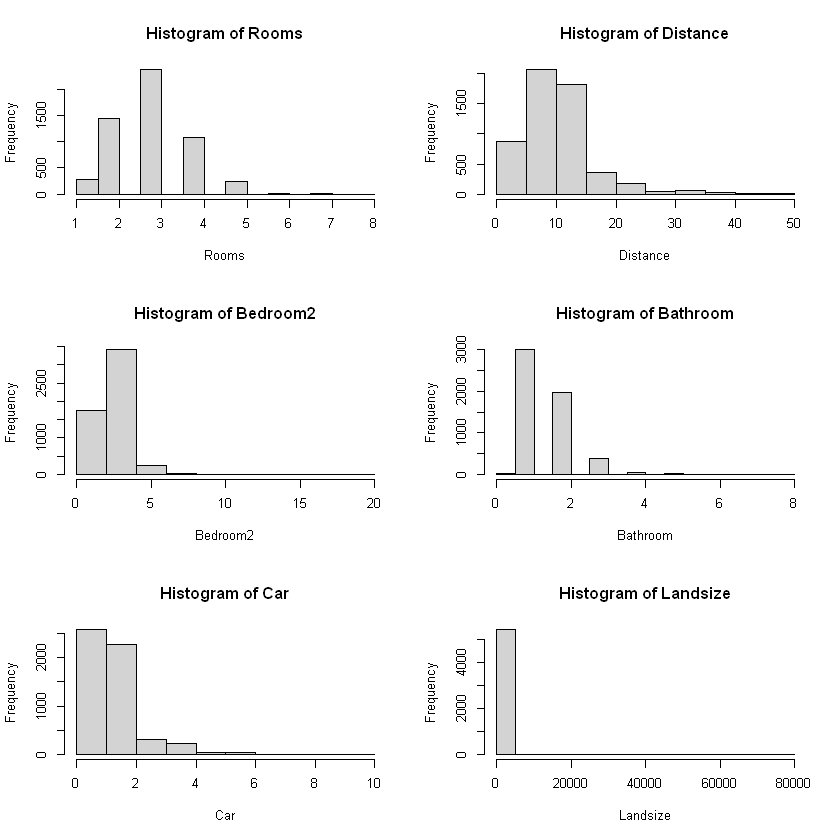 Histogram of Rooms
Frequency
0
500
1500
1 2 3 4 5 6 7 8
Rooms
Histogram of Distance
Frequency
0
500
1500
0 10 20 30 40 50
Distance
Histogram of Bedroom2
Frequency
0
1000
2500
0 5 10 15 20
Bedroom2
Histogram of Bathroom
Frequency
0
1000
2000
3000
0 2 4 6 8
Bathroom
Histogram of Car
Frequency
0
1000
2000
0 2 4 6 8 10
Car
Histogram of Landsize
Frequency
0
2000
4000
0 20000 40000 60000 80000
Landsize